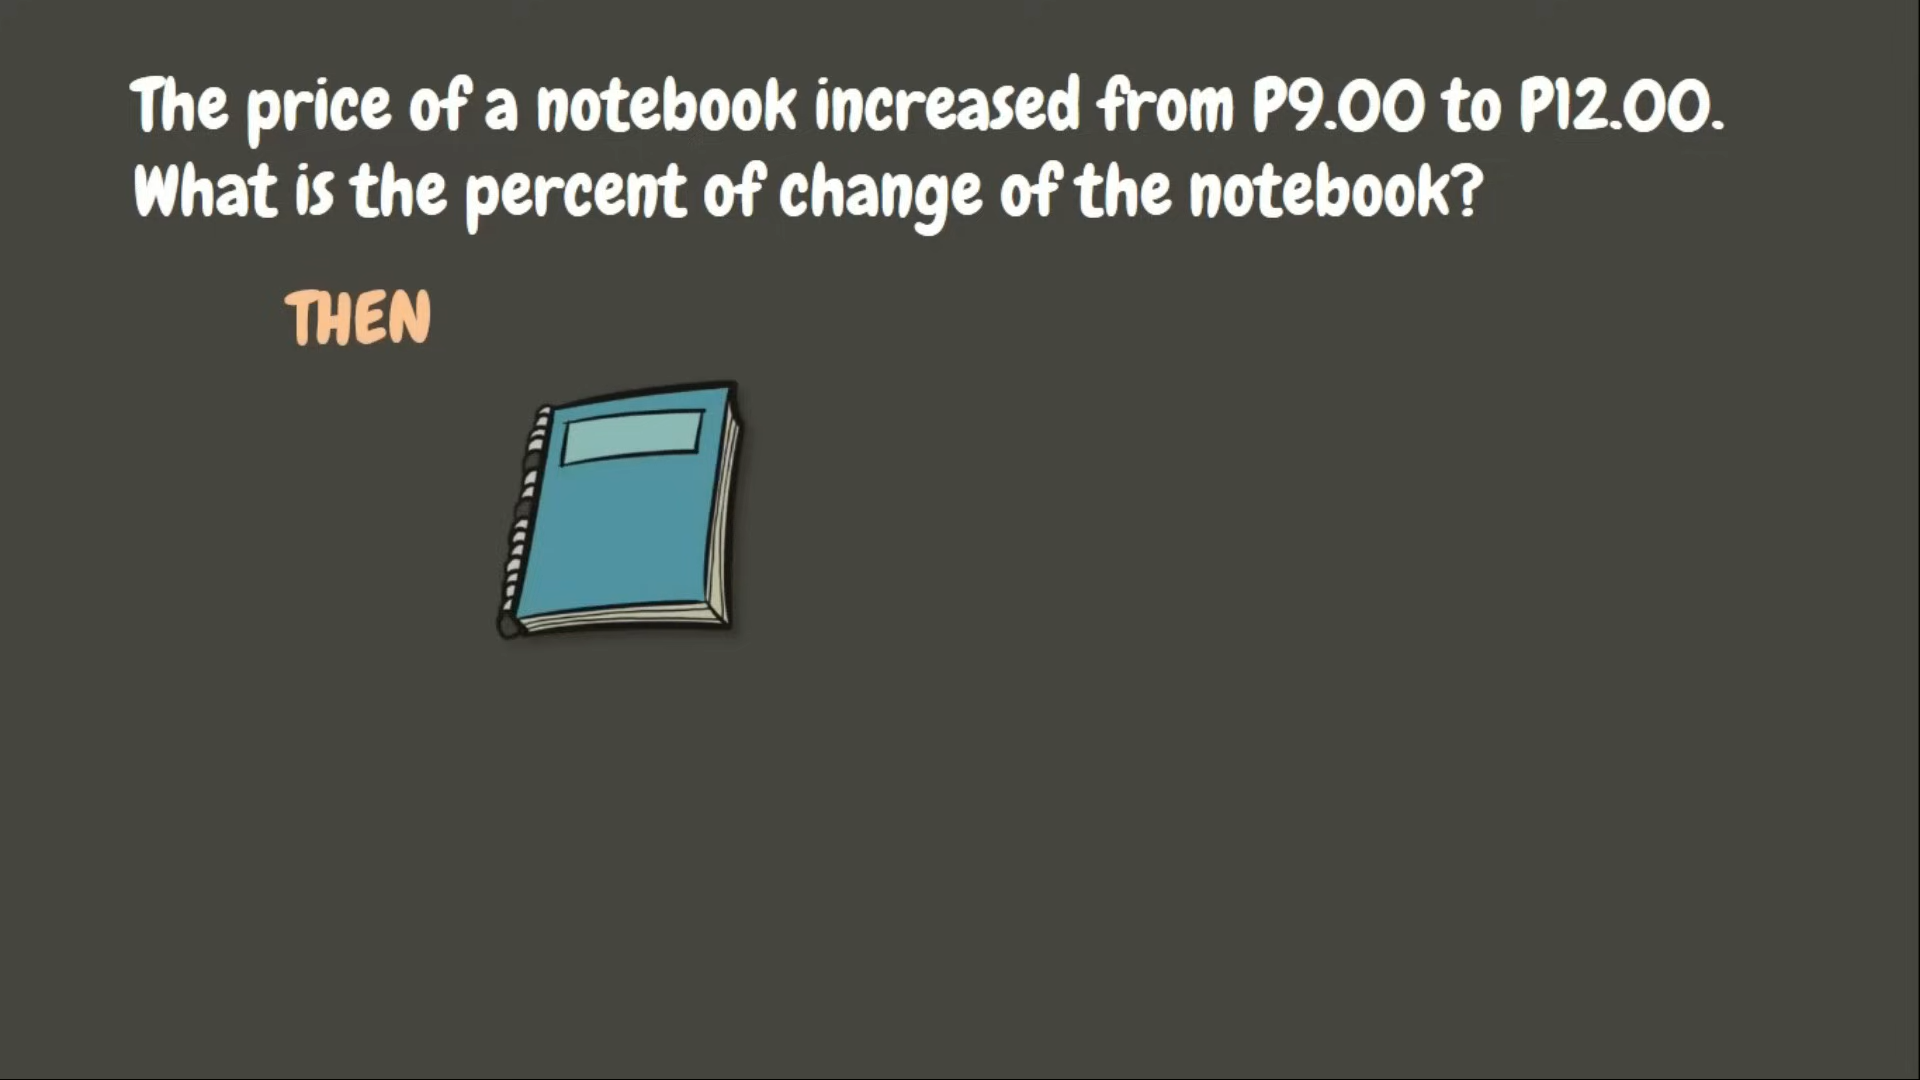 The price of a notebook increased from P9.00 to P12.00.
What is the percent of change of the notebook?
THEN